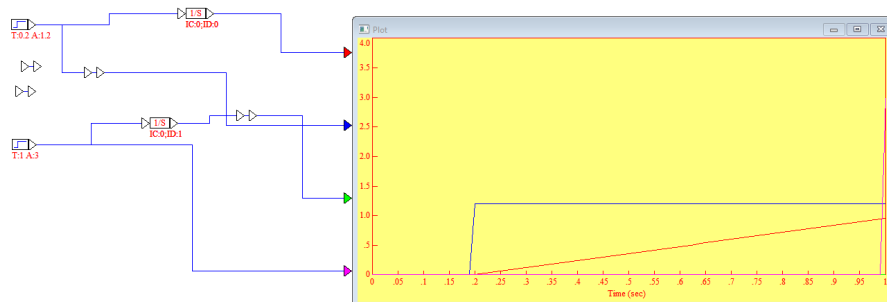 1/S
IC:0;ID:0
T:0.2 A:1.2
1/S
IC:0;ID:1
T:1 A:3
Plot
4.0
3.5
3.0
2.5
2.0
1.5
1.0
.5
0
0 .05 .1 .15 .2 .25 .3 .35 .4 .45 .5 .55 .6 .65 .7 .75 .8 .85 .9 .95 1
Time (sec)